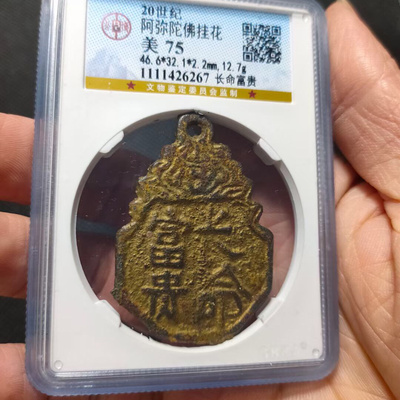 20世纪
阿弥陀佛挂花
美 75
46.6*32.1*2.2mm,12.7g
1111426267 长命富贵
文物鉴定委员会监制
长命
富贵